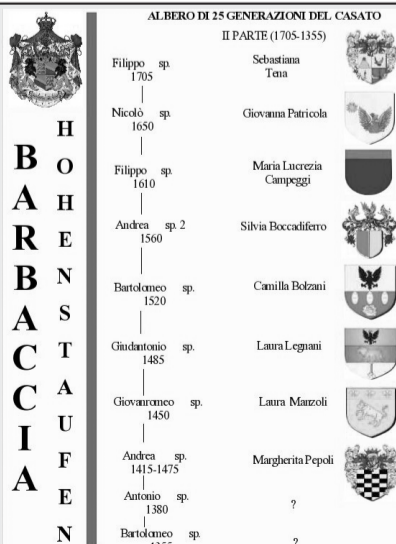 ALBERO DI 25 GENERAZIONI DEL CASATO
II PARTE (1705-1355)
BARBACCIA
HOHENSTAUFEN
Filippo sp. Sebastiana
1705 Tena
Nicolò sp. Giovanna Patricola
1650
Filippo sp. Maria Lucrezia
1610 Campeggi
Andrea sp. 2 Silvia Boccadiferro
1560
Bartolomeo sp. Camilla Bolzani
1520
Giudantonio sp. Laura Legnani
1485
Giovanromeo sp. Laura Manzoli
1450
Andrea sp. Margherita Pepoli
1415-1475
Antonio sp. ?
1380
Bartolomeo sp. ?
1355